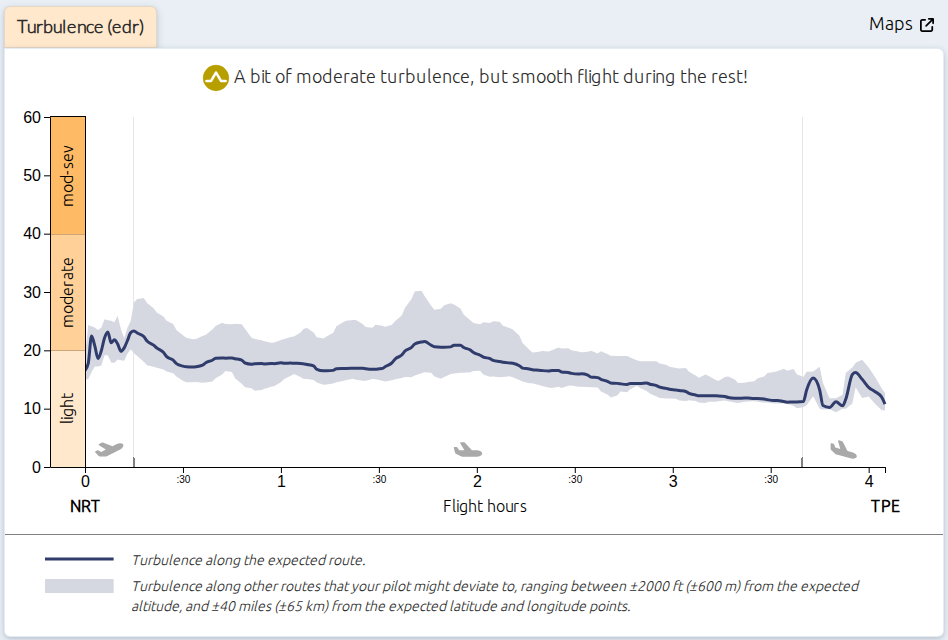 Turbulence (edr)
Maps
A bit of moderate turbulence, but smooth flight during the rest!
60
50
40
30
20
10
0
mod-sev
moderate
light
0 :30 1 :30 2 :30 3 :30 4
NRT Flight hours TPE
Turbulence along the expected route.
Turbulence along other routes that your pilot might deviate to, ranging between ±2000 ft (±600 m) from the expected
altitude, and ±40 miles (±65 km) from the expected latitude and longitude points.